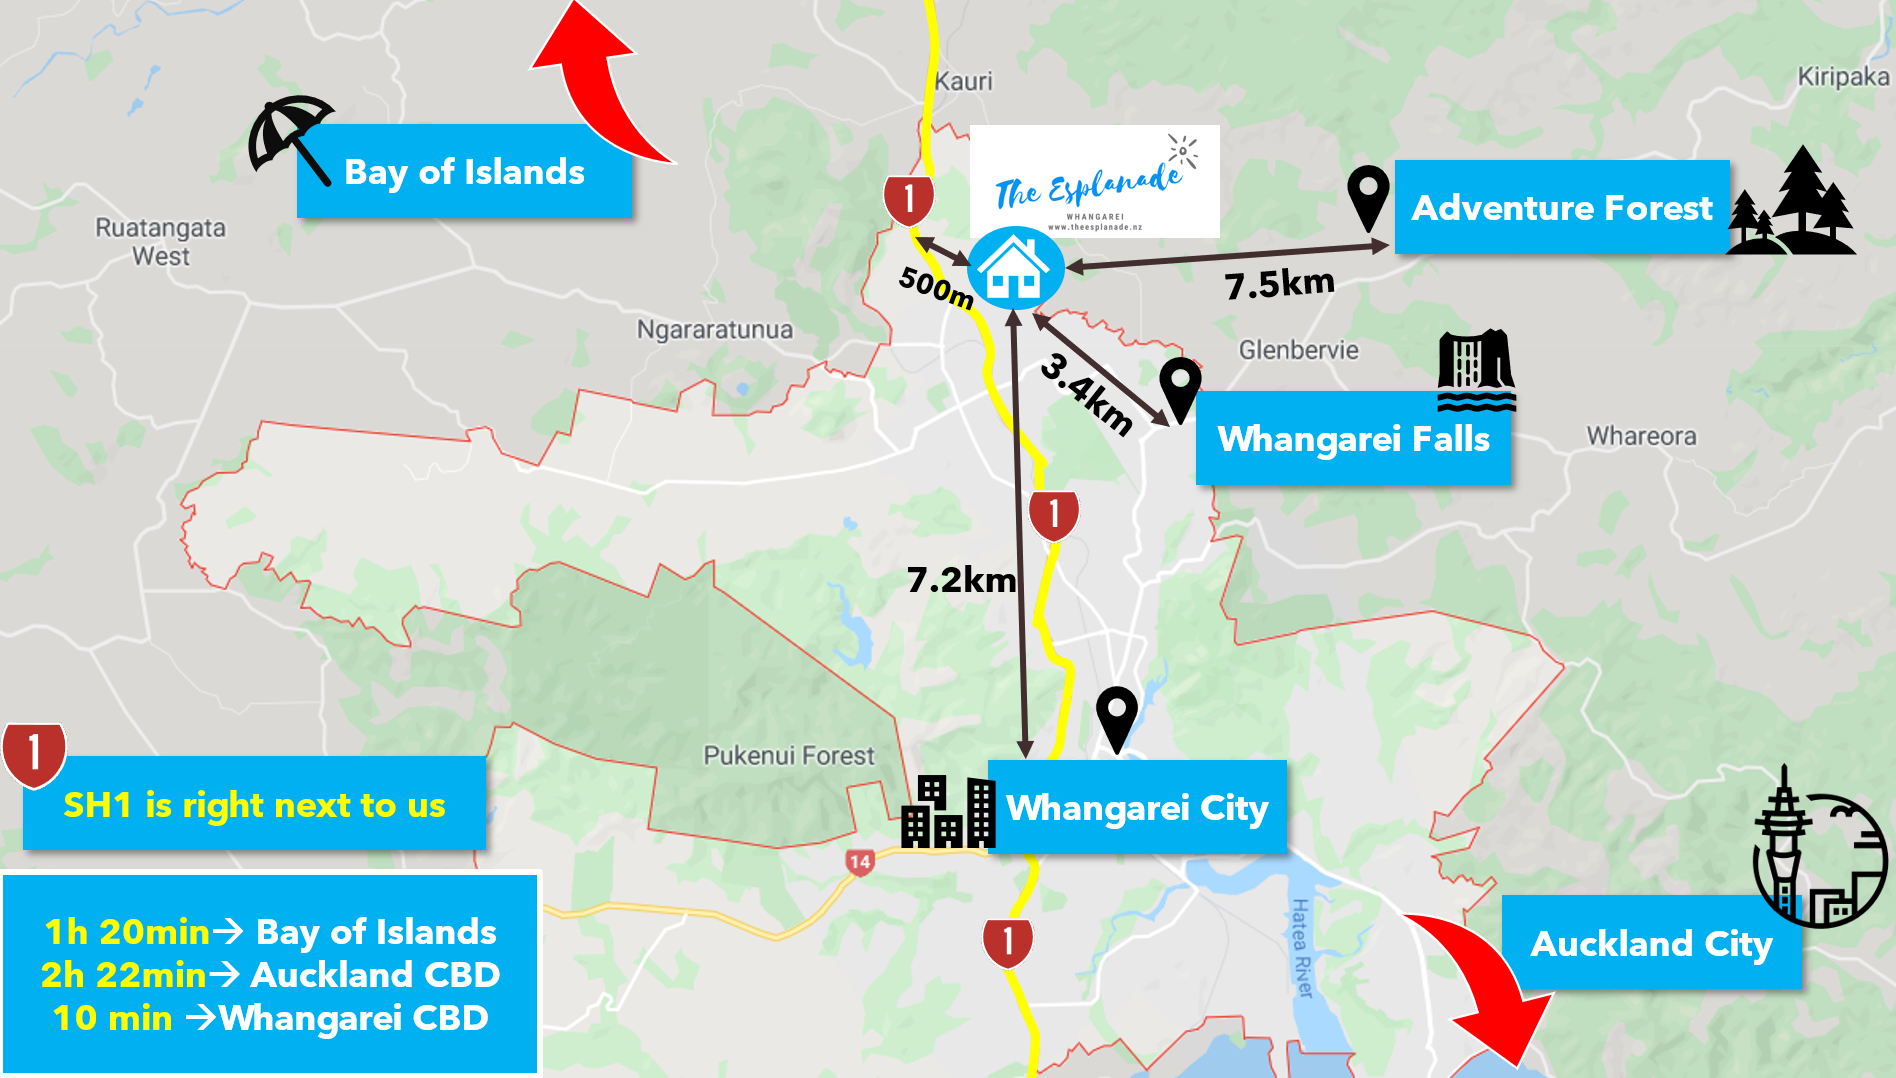 Kauri
Kiripaka
Bay of Islands
The Esplanade
WHANGAREI
www.theesplanade.nz
1
Adventure Forest
Ruatangata
West
500m
7.5km
Ngararatunua
3.4km
Glenbervie
Whangarei Falls
Whareora
1
7.2km
Pukenui Forest
1
SH1 is right next to us
Whangarei City
14
1h 20min→ Bay of Islands
2h 22min→ Auckland CBD
10 min →Whangarei CBD
1
Hatea River
Auckland City